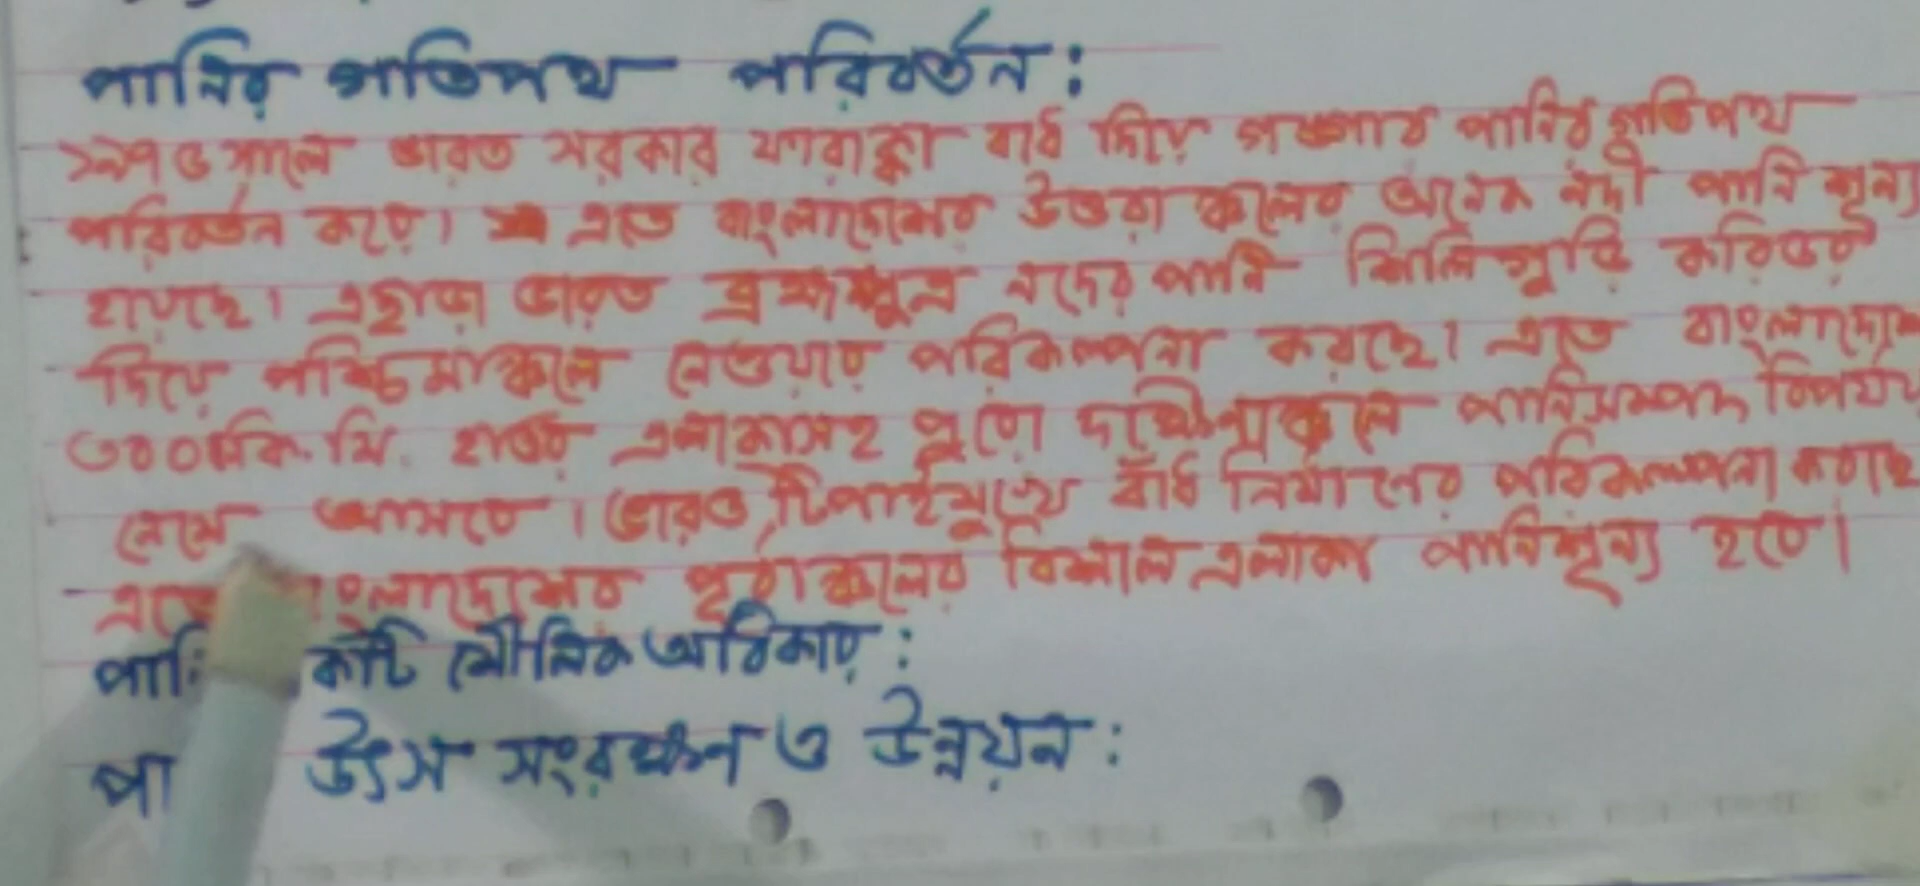 পানির গতিপথ পরিবর্তন :
১৯৭৫ সালে ভারত সরকার ফারাক্কা বাধ দিয়ে গঙ্গার পানির গতিপথ
পরিবর্তন করে। এতে বাংলাদেশের উত্তরাঞ্চলের অনেক নদী পানি শূন্য
হয়েছে। এছাড়া ভারত ব্রহ্মপুত্র নদের পানি শিলিগুড়ি করিডর
দিয়ে পশ্চিমাঞ্চলে নেওয়ার পরিকল্পনা করছে। এতে বাংলাদেশে
৩০০ কি. মি. হাওর এলাকাসহ পুরো দক্ষিণাঞ্চলে পানিসম্পদ বিপর্যয়
নেমে আসবে। ভারত টিপাইমুখে বাঁধ নির্মাণের পরিকল্পনা করছে
এতে বাংলাদেশের পূর্বাঞ্চলের বিশাল এলাকা পানিশূন্য হবে।
মৌলিক অধিকার :
উৎস সংরক্ষণ ও উন্নয়ন :